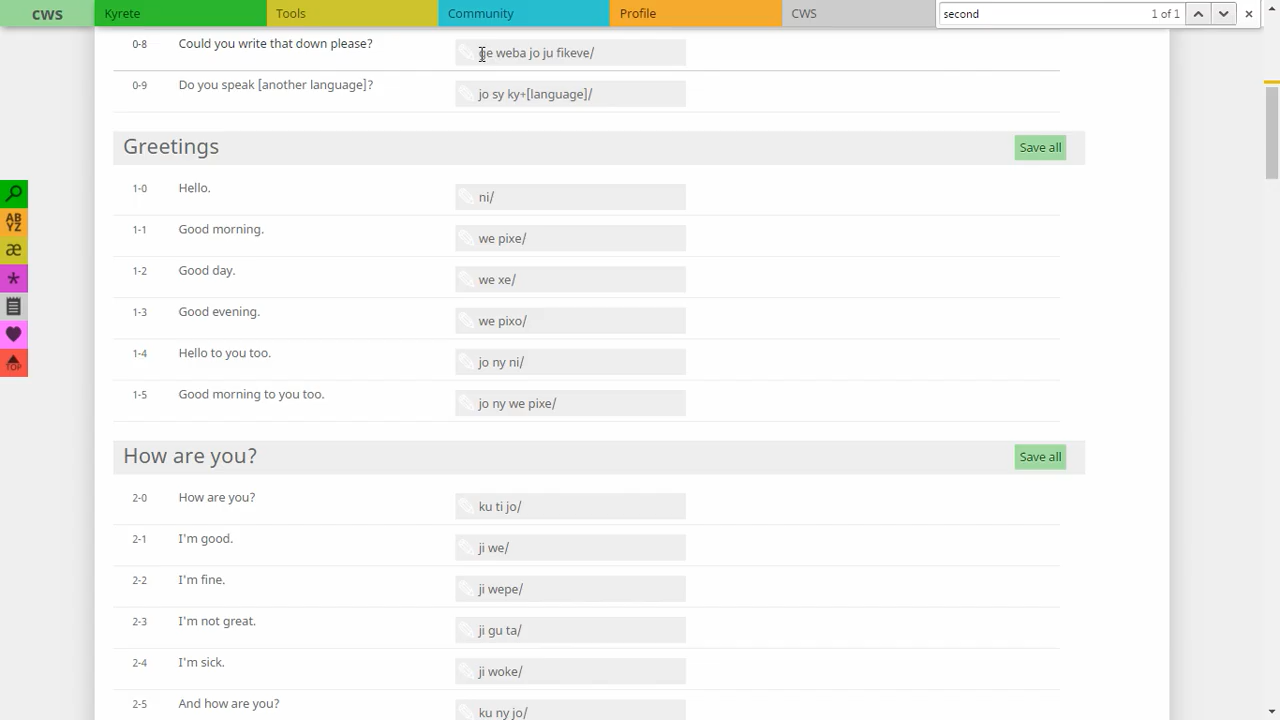 cws Kyrete Tools Community Profile CWS second 1 of 1
0-8 Could you write that down please? ge weba jo ju fikeve/
0-9 Do you speak [another language]? jo sy ky+[language]/
Greetings Save all
1-0 Hello. ni/
1-1 Good morning. we pixe/
1-2 Good day. we xe/
1-3 Good evening. we pixo/
1-4 Hello to you too. jo ny ni/
1-5 Good morning to you too. jo ny we pixe/
How are you? Save all
2-0 How are you? ku ti jo/
2-1 I'm good. ji we/
2-2 I'm fine. ji wepe/
2-3 I'm not great. ji gu ta/
2-4 I'm sick. ji woke/
2-5 And how are you? ku ny jo/
AB
YZ
æ
*
TOP